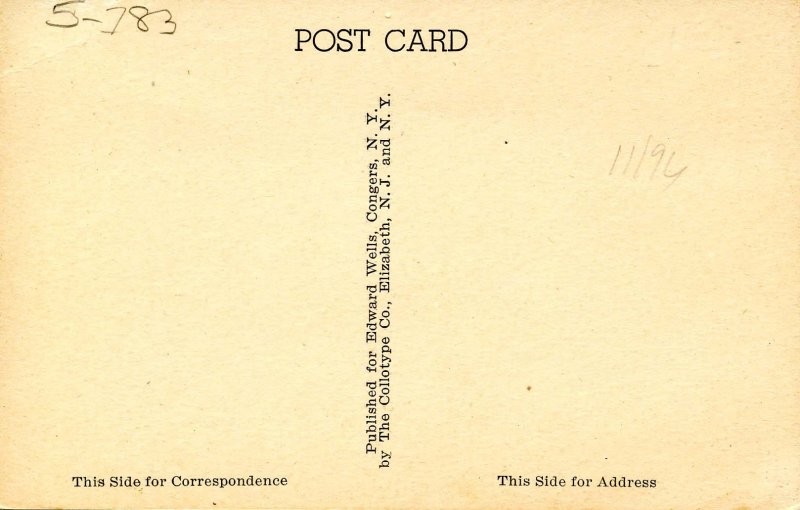 5-783
POST CARD
11/94
Published for Edward Wells, Congers, N. Y.
by The Collotype Co., Elizabeth, N. J. and N. Y.
This Side for Correspondence
This Side for Address